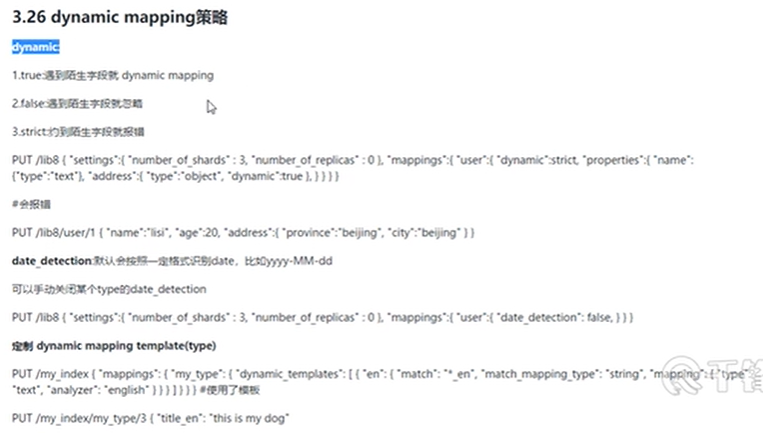 3.26 dynamic mapping策略
dynamic:
1.true:遇到陌生字段就 dynamic mapping
2.false:遇到陌生字段就忽略
3.strict:约到陌生字段就报错
PUT /lib8 { "settings":{ "number_of_shards" : 3, "number_of_replicas" : 0 }, "mappings":{ "user":{ "dynamic":strict, "properties":{ "name":
{"type":"text"}, "address":{ "type":"object", "dynamic":true }, } } } }
#会报错
PUT /lib8/user/1 { "name":"lisi", "age":20, "address":{ "province":"beijing", "city":"beijing" } }
date_detection:默认会按照一定格式识别date，比如yyyy-MM-dd
可以手动关闭某个type的date_detection
PUT /lib8 { "settings":{ "number_of_shards" : 3, "number_of_replicas" : 0 }, "mappings":{ "user":{ "date_detection": false, } } }
定制 dynamic mapping template(type)
PUT /my_index { "mappings": { "my_type": { "dynamic_templates": [ { "en": { "match": "*_en", "match_mapping_type": "string", "mapping": { "type":
"text", "analyzer": "english" } } } ] } } } #使用了模板
PUT /my_index/my_type/3 { "title_en": "this is my dog"
千锋